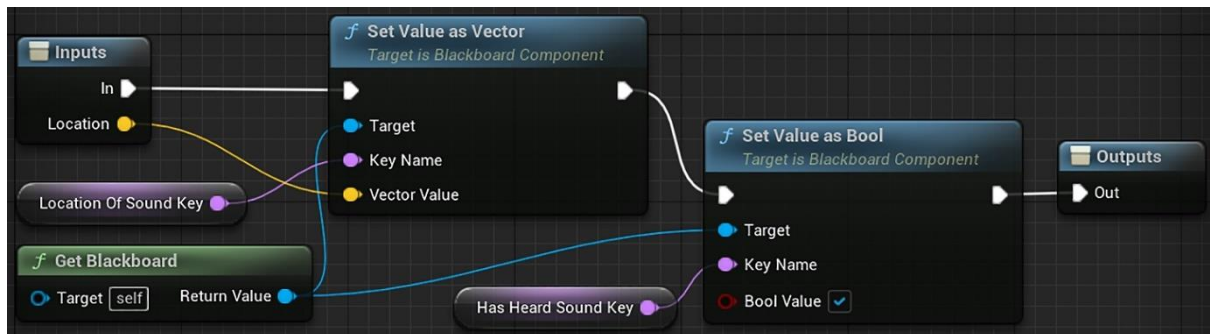 Inputs
In
Location
Location Of Sound Key
f Get Blackboard
Target self Return Value
f Set Value as Vector
Target is Blackboard Component
Target
Key Name
Vector Value
f Set Value as Bool
Target is Blackboard Component
Target
Key Name
Bool Value
Has Heard Sound Key
Outputs
Out